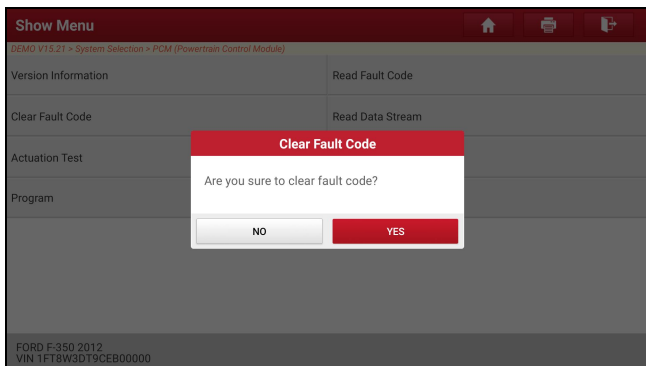 Show Menu
DEMO V15.21 > System Selection > PCM (Powertrain Control Module)
Version Information
Read Fault Code
Clear Fault Code
Read Data Stream
Clear Fault Code
Actuation Test
Are you sure to clear fault code?
Program
NO
YES
FORD F-350 2012
VIN 1FT8W3DT9CEB00000